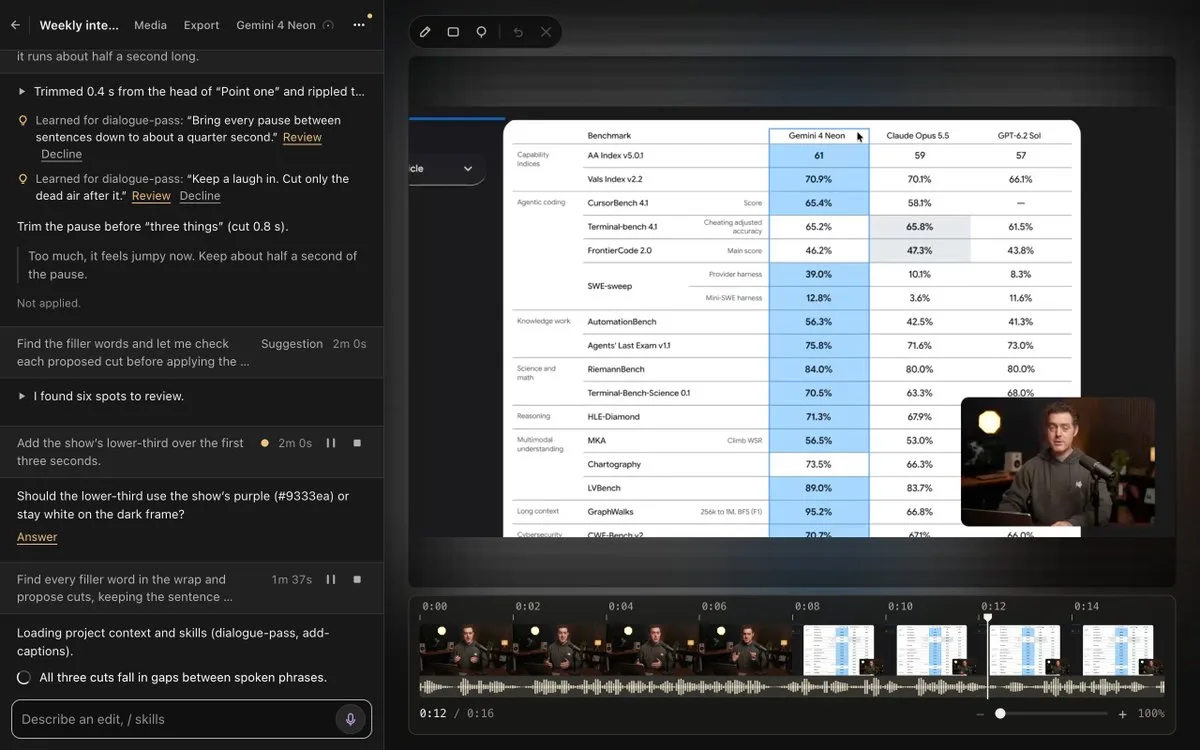 Weekly inte... Media Export Gemini 4 Neon
it runs about half a second long.
Trimmed 0.4 s from the head of “Point one” and rippled t...
Learned for dialogue-pass: “Bring every pause between
sentences down to about a quarter second.” Review
Decline
Learned for dialogue-pass: “Keep a laugh in. Cut only the
dead air after it.” Review Decline
Trim the pause before “three things” (cut 0.8 s).
Too much, it feels jumpy now. Keep about half a second of
the pause.
Not applied.
Find the filler words and let me check Suggestion 2m 0s
each proposed cut before applying the ...
I found six spots to review.
Add the show’s lower-third over the first 2m 0s
three seconds.
Should the lower-third use the show’s purple (#9333ea) or
stay white on the dark frame?
Answer
Find every filler word in the wrap and 1m 37s
propose cuts, keeping the sentence ...
Loading project context and skills (dialogue-pass, add-
captions).
All three cuts fall in gaps between spoken phrases.
Describe an edit, / skills
cle
Benchmark Gemini 4 Neon Claude Opus 5.5 GPT-6.2 Sol
Capability
Indices
AA Index v5.0.1 61 59 57
Vals Index v2.2 70.9% 70.1% 66.1%
Agentic coding CursorBench 4.1 Score 65.4% 58.1% —
Terminal-bench 4.1 Cheating adjusted
accuracy
65.2% 65.8% 61.5%
FrontierCode 2.0 Main score 46.2% 47.3% 43.8%
SWE-sweep
Provider harness 39.0% 10.1% 8.3%
Mini-SWE harness 12.8% 3.6% 11.6%
Knowledge work AutomationBench 56.3% 42.5% 41.3%
Agents' Last Exam v1.1 75.8% 71.6% 73.0%
Science and
math
RiemannBench 84.0% 80.0% 80.0%
Terminal-Bench-Science 0.1 70.5% 63.3% 68.0%
Reasoning HLE-Diamond 71.3% 67.9%
Multimodal
understanding
MKA Climb WSR 56.5% 53.0%
Chartography 73.5% 66.3%
LVBench 89.0% 83.7%
Long context GraphWalks 256k to 1M, BFS (F1) 95.2% 66.8%
Cybersecurity CWE-Bench v2 70.7% 67.1% 66.0%
0:00 0:02 0:04 0:06 0:08 0:10 0:12 0:14
0:12 / 0:16 100%